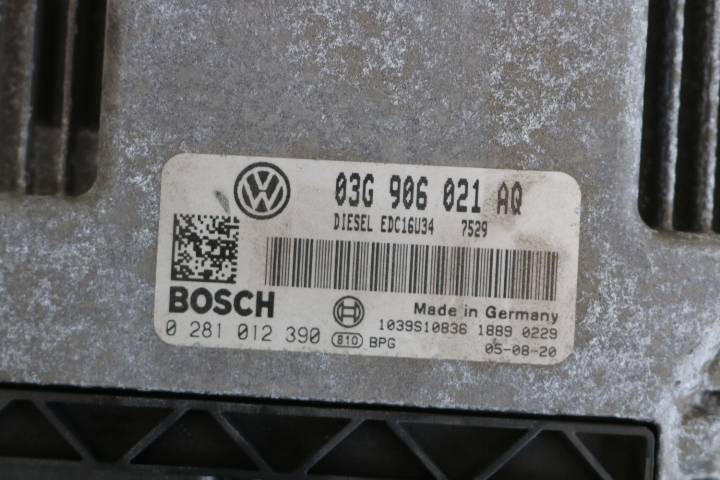 03G 906 021 AQ
DIESEL EDC16U34 7529
BOSCH
Made in Germany
0 281 012 390 810 BPG
1039S10836 1889 0229
05-08-20